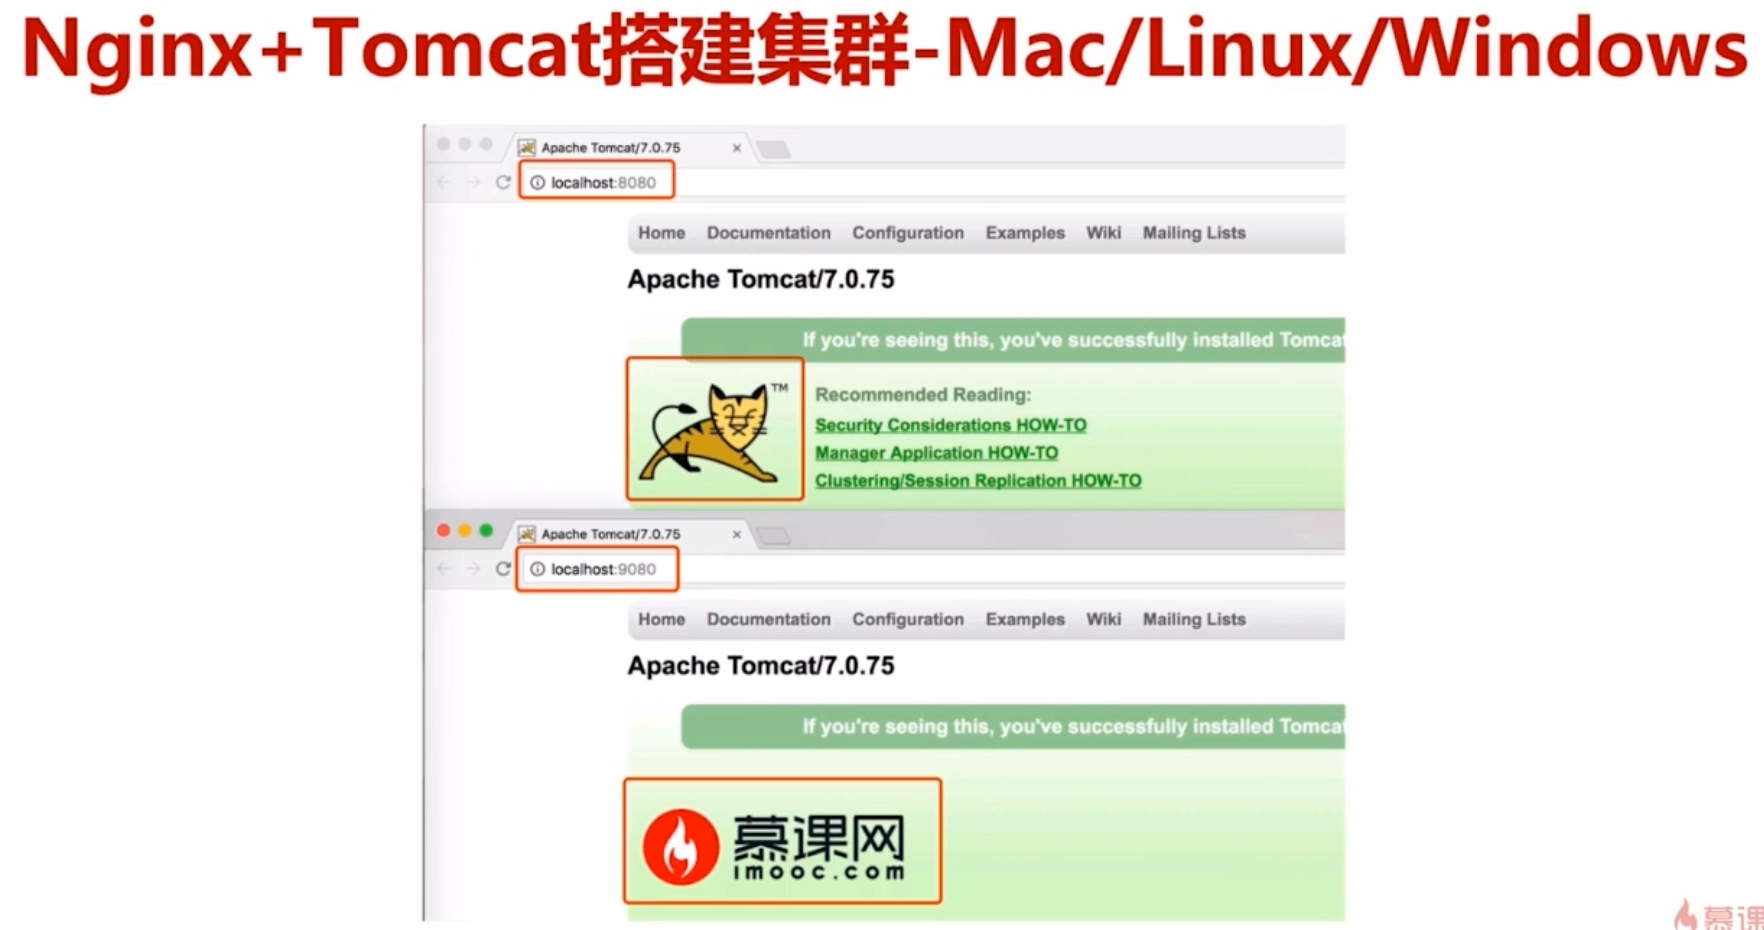 Nginx+Tomcat搭建集群-Mac/Linux/Windows
Apache Tomcat/7.0.75
localhost:8080
Home Documentation Configuration Examples Wiki Mailing Lists
Apache Tomcat/7.0.75
If you're seeing this, you've successfully installed Tomcat
TM
Recommended Reading:
Security Considerations HOW-TO
Manager Application HOW-TO
Clustering/Session Replication HOW-TO
Apache Tomcat/7.0.75
localhost:9080
Home Documentation Configuration Examples Wiki Mailing Lists
Apache Tomcat/7.0.75
If you're seeing this, you've successfully installed Tomcat
慕课网
imooc.com
慕课